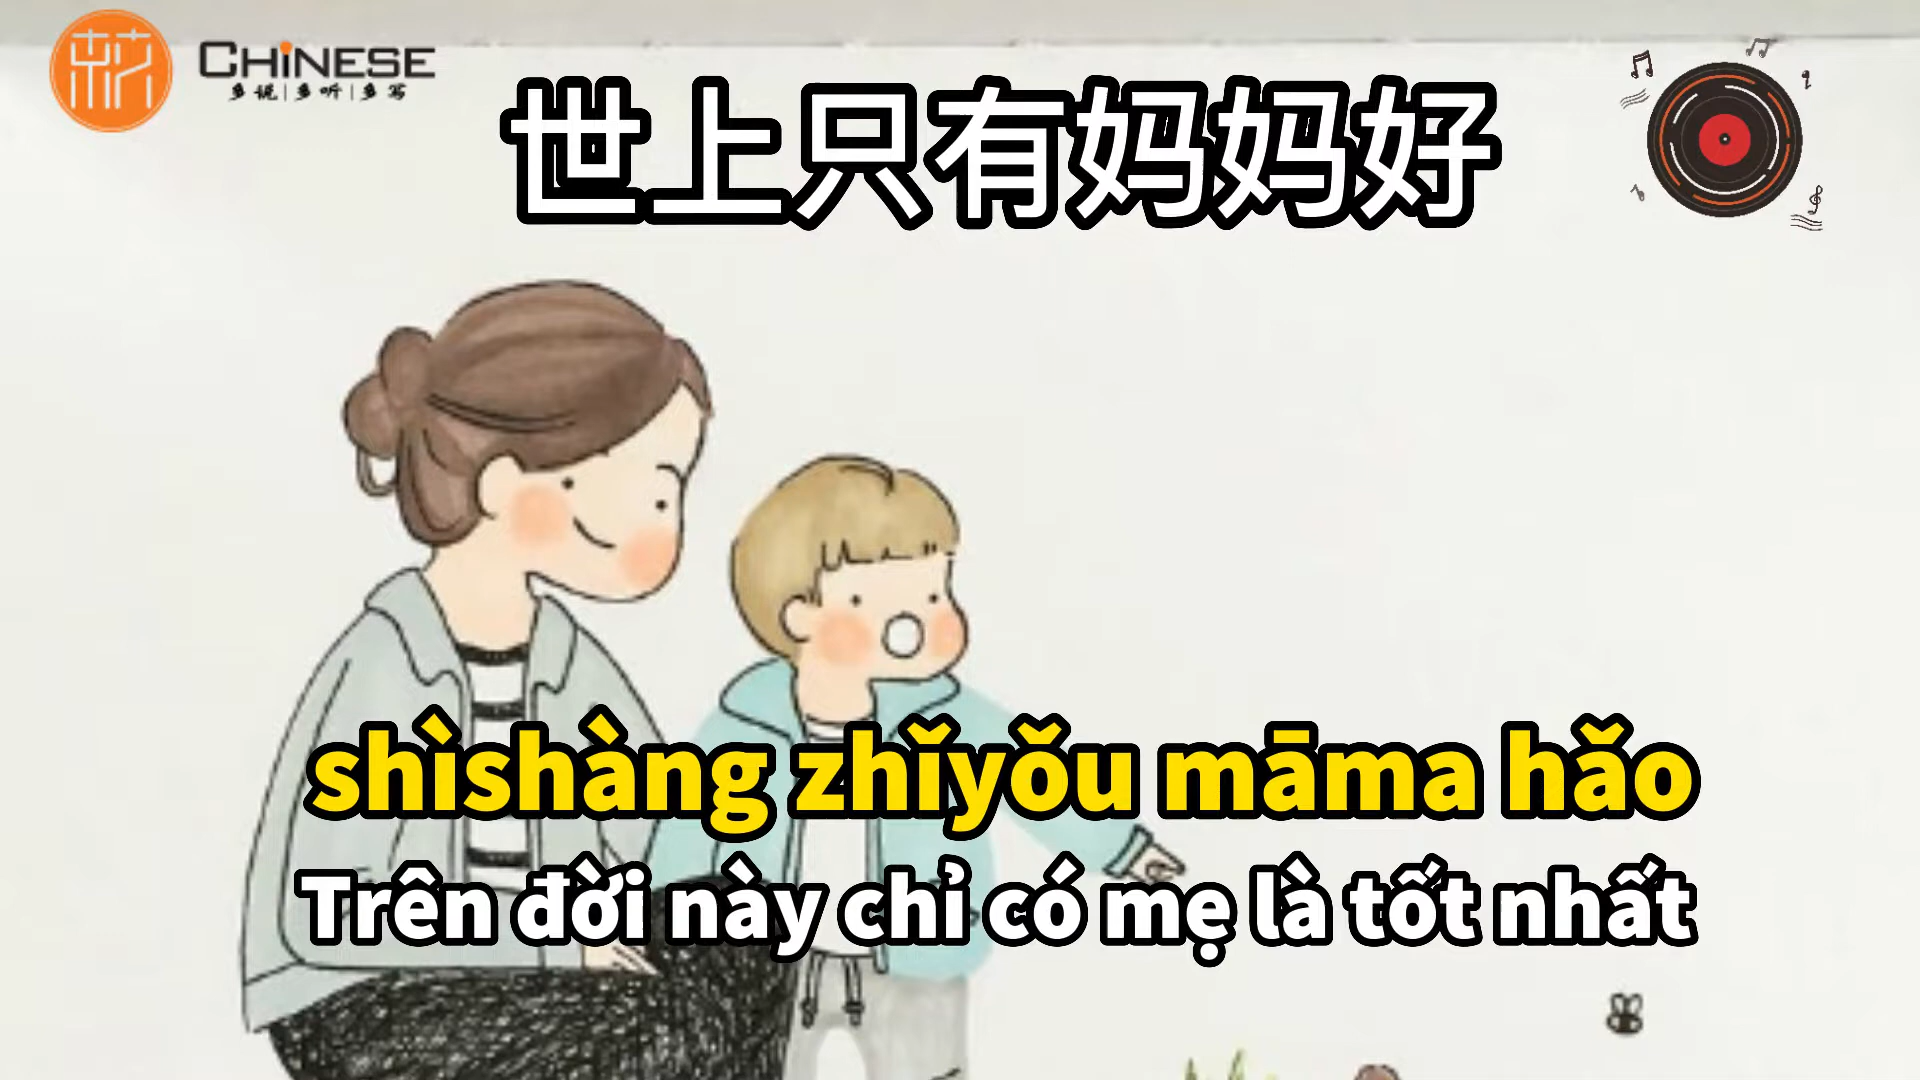 CHiNESE
多说|多听|多写
世上只有妈妈好
shìshàng zhǐyǒu māma hǎo
Trên đời này chỉ có mẹ là tốt nhất